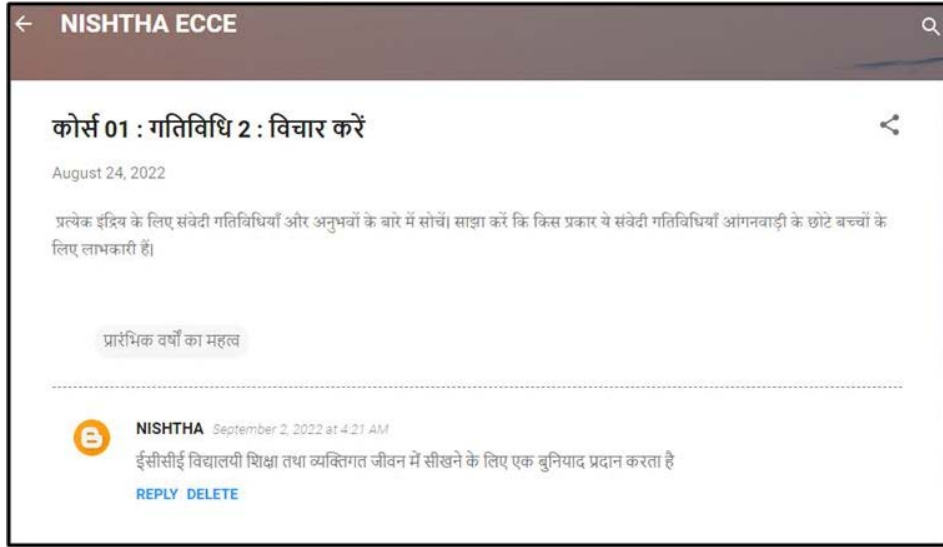 NISHTHA ECCE
कोर्स 01 : गतिविधि 2 : विचार करें
August 24, 2022
प्रत्येक इंद्रिय के लिए संवेदी गतिविधियाँ और अनुभवों के बारे में सोचें। साझा करें कि किस प्रकार ये संवेदी गतिविधियाँ आंगनवाड़ी के छोटे बच्चों के
लिए लाभकारी हैं।
प्रारंभिक वर्षों का महत्व
NISHTHA September 2, 2022 at 4:21 AM
ईसीसीई विद्यालयी शिक्षा तथा व्यक्तिगत जीवन में सीखने के लिए एक बुनियाद प्रदान करता है
REPLY DELETE